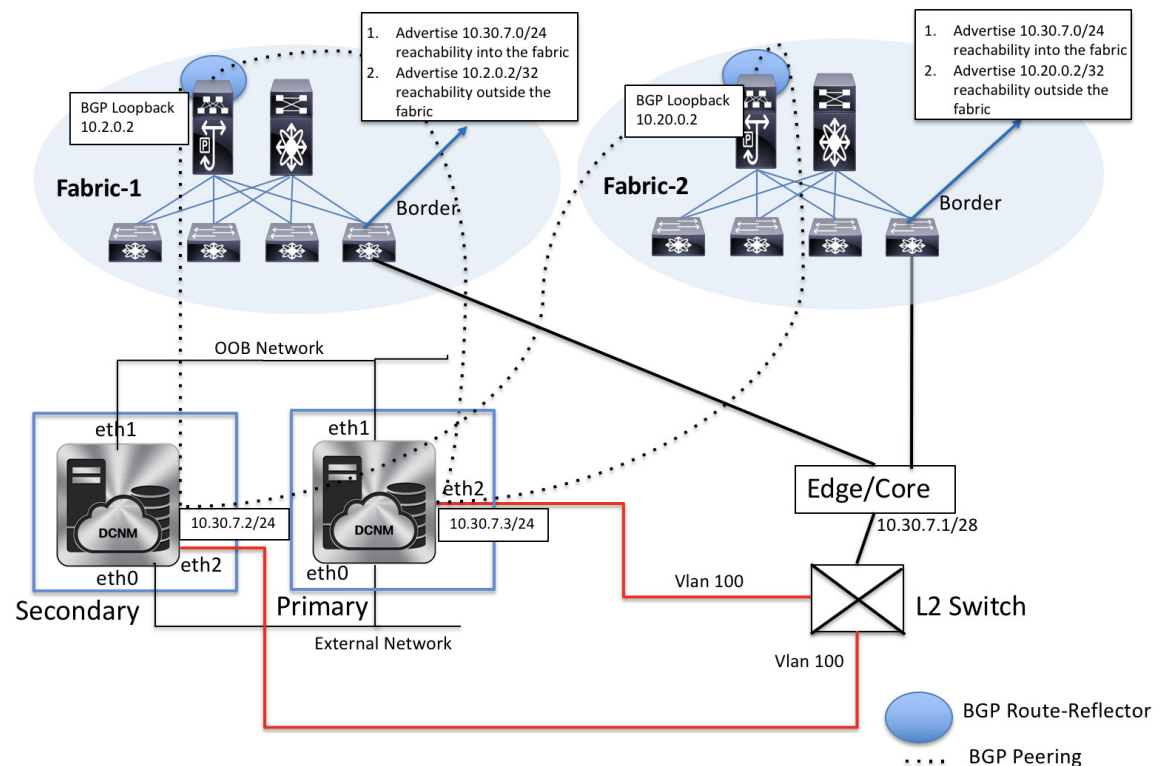 1. Advertise 10.30.7.0/24
reachability into the fabric
2. Advertise 10.2.0.2/32
reachability outside the
fabric
1. Advertise 10.30.7.0/24
reachability into the fabric
2. Advertise 10.20.0.2/32
reachability outside the
fabric
BGP Loopback
10.2.0.2
BGP Loopback
10.20.0.2
P
P
Fabric-1
Fabric-2
Border
Border
OOB Network
eth1
eth1
eth2
Edge/Core
10.30.7.2/24
10.30.7.3/24
10.30.7.1/28
DCNM
DCNM
eth0
eth2
eth0
Vlan 100
Secondary
Primary
L2 Switch
External Network
Vlan 100
BGP Route-Reflector
BGP Peering